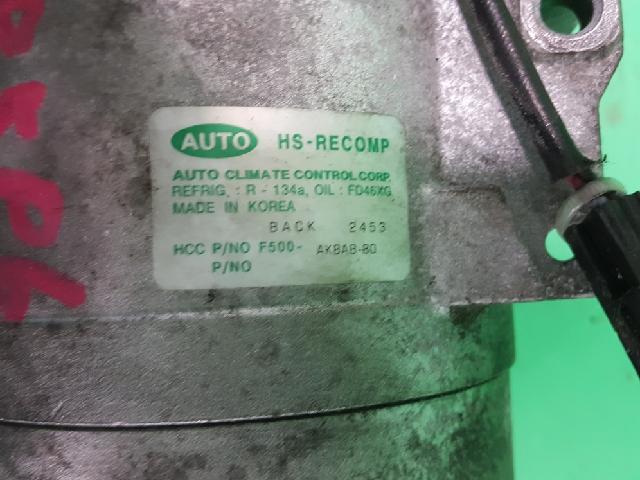 AUTO HS-RECOMP
AUTO CLIMATE CONTROL CORP.
REFRIG, : R - 134a, OIL : FD46XG
MADE IN KOREA
BACK 2453
HCC P/NO F500- AKBAB-80
P/NO